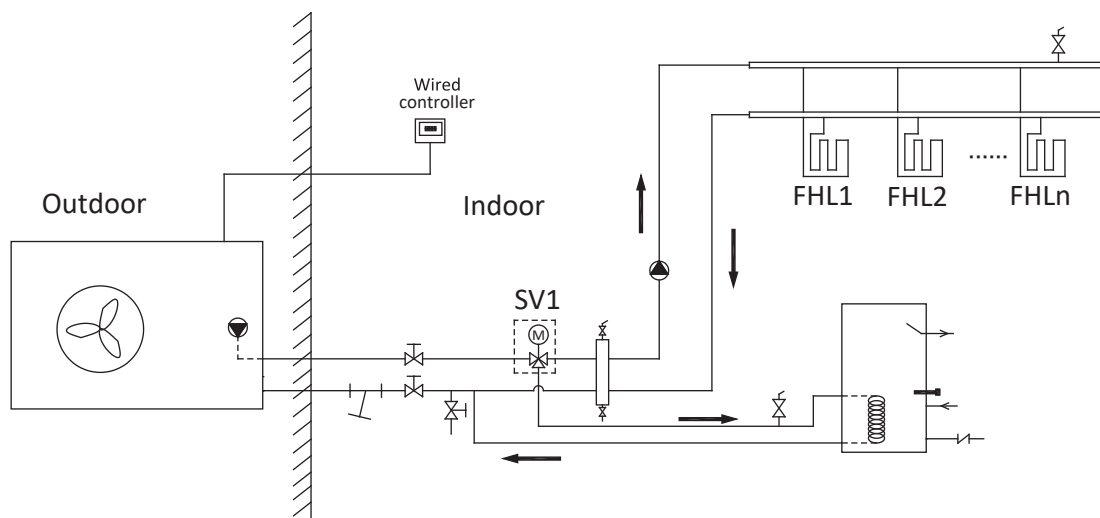 Wired
controller
Outdoor
Indoor
FHL1
FHL2
......
FHLn
SV1
M